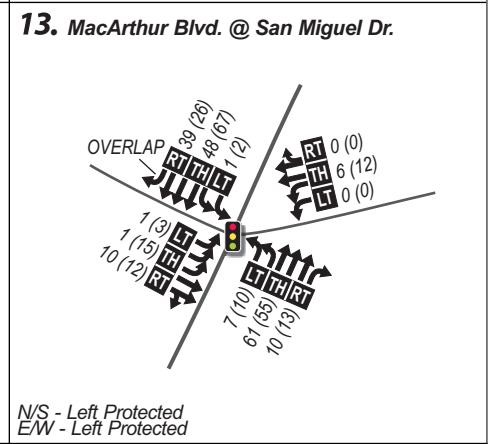 13. MacArthur Blvd. @ San Miguel Dr.
OVERLAP
RT 39 (26)
TH 48 (67)
LT 1 (2)
RT 0 (0)
TH 6 (12)
LT 0 (0)
1 (3) LT
1 (15) TH
10 (12) RT
LT 7 (10)
TH 61 (55)
RT 10 (13)
N/S - Left Protected
E/W - Left Protected